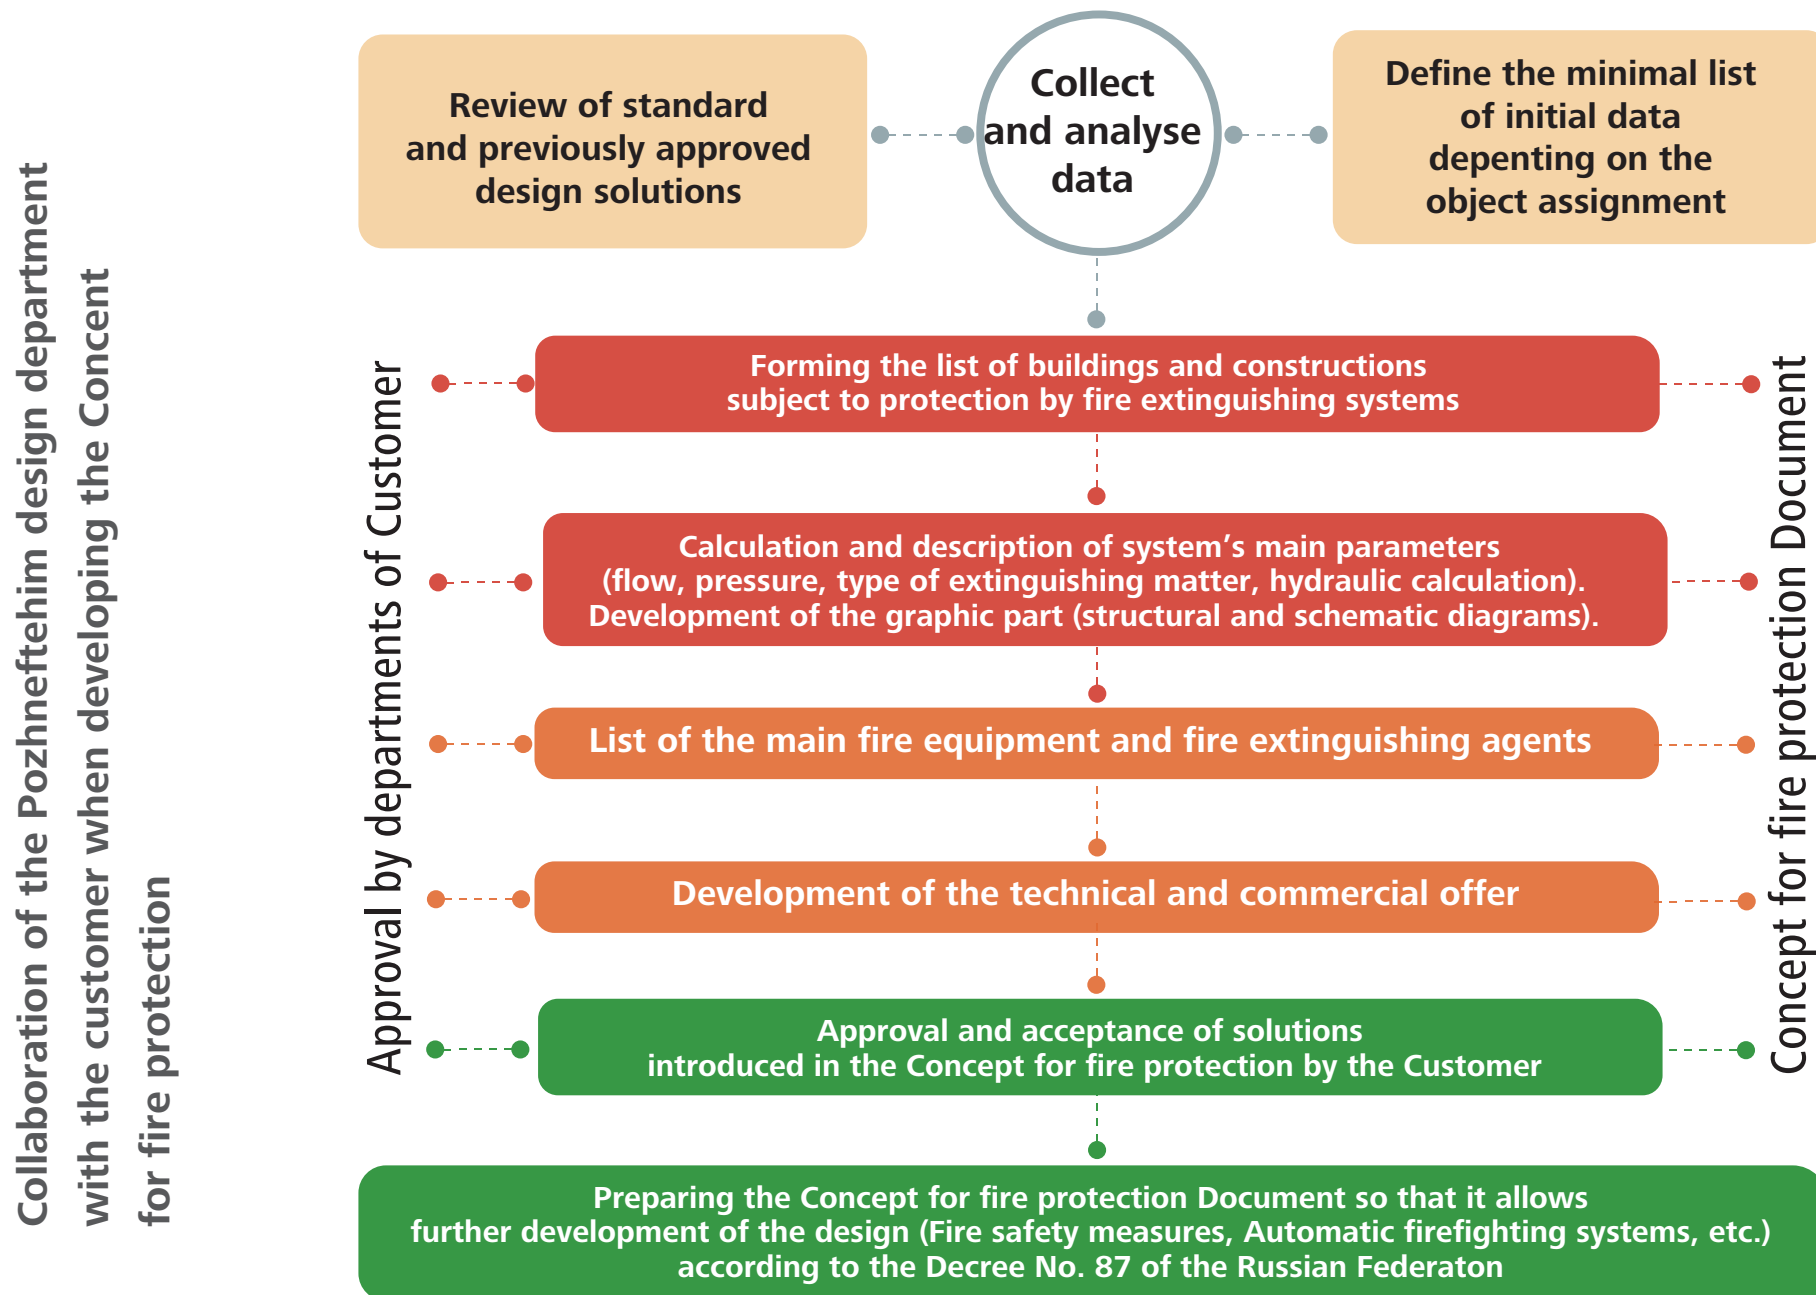 Collaboration of the Pozhneftehim design department
with the customer when developing the Concent
for fire protection
Review of standard
and previously approved
design solutions
Collect
and analyse
data
Define the minimal list
of initial data
depenting on the
object assignment
Approval by departments of Customer
Forming the list of buildings and constructions
subject to protection by fire extinguishing systems
Calculation and description of system’s main parameters
(flow, pressure, type of extinguishing matter, hydraulic calculation).
Development of the graphic part (structural and schematic diagrams).
List of the main fire equipment and fire extinguishing agents
Development of the technical and commercial offer
Approval and acceptance of solutions
introduced in the Concept for fire protection by the Customer
Concept for fire protection Document
Preparing the Concept for fire protection Document so that it allows
further development of the design (Fire safety measures, Automatic firefighting systems, etc.)
according to the Decree No. 87 of the Russian Federaton